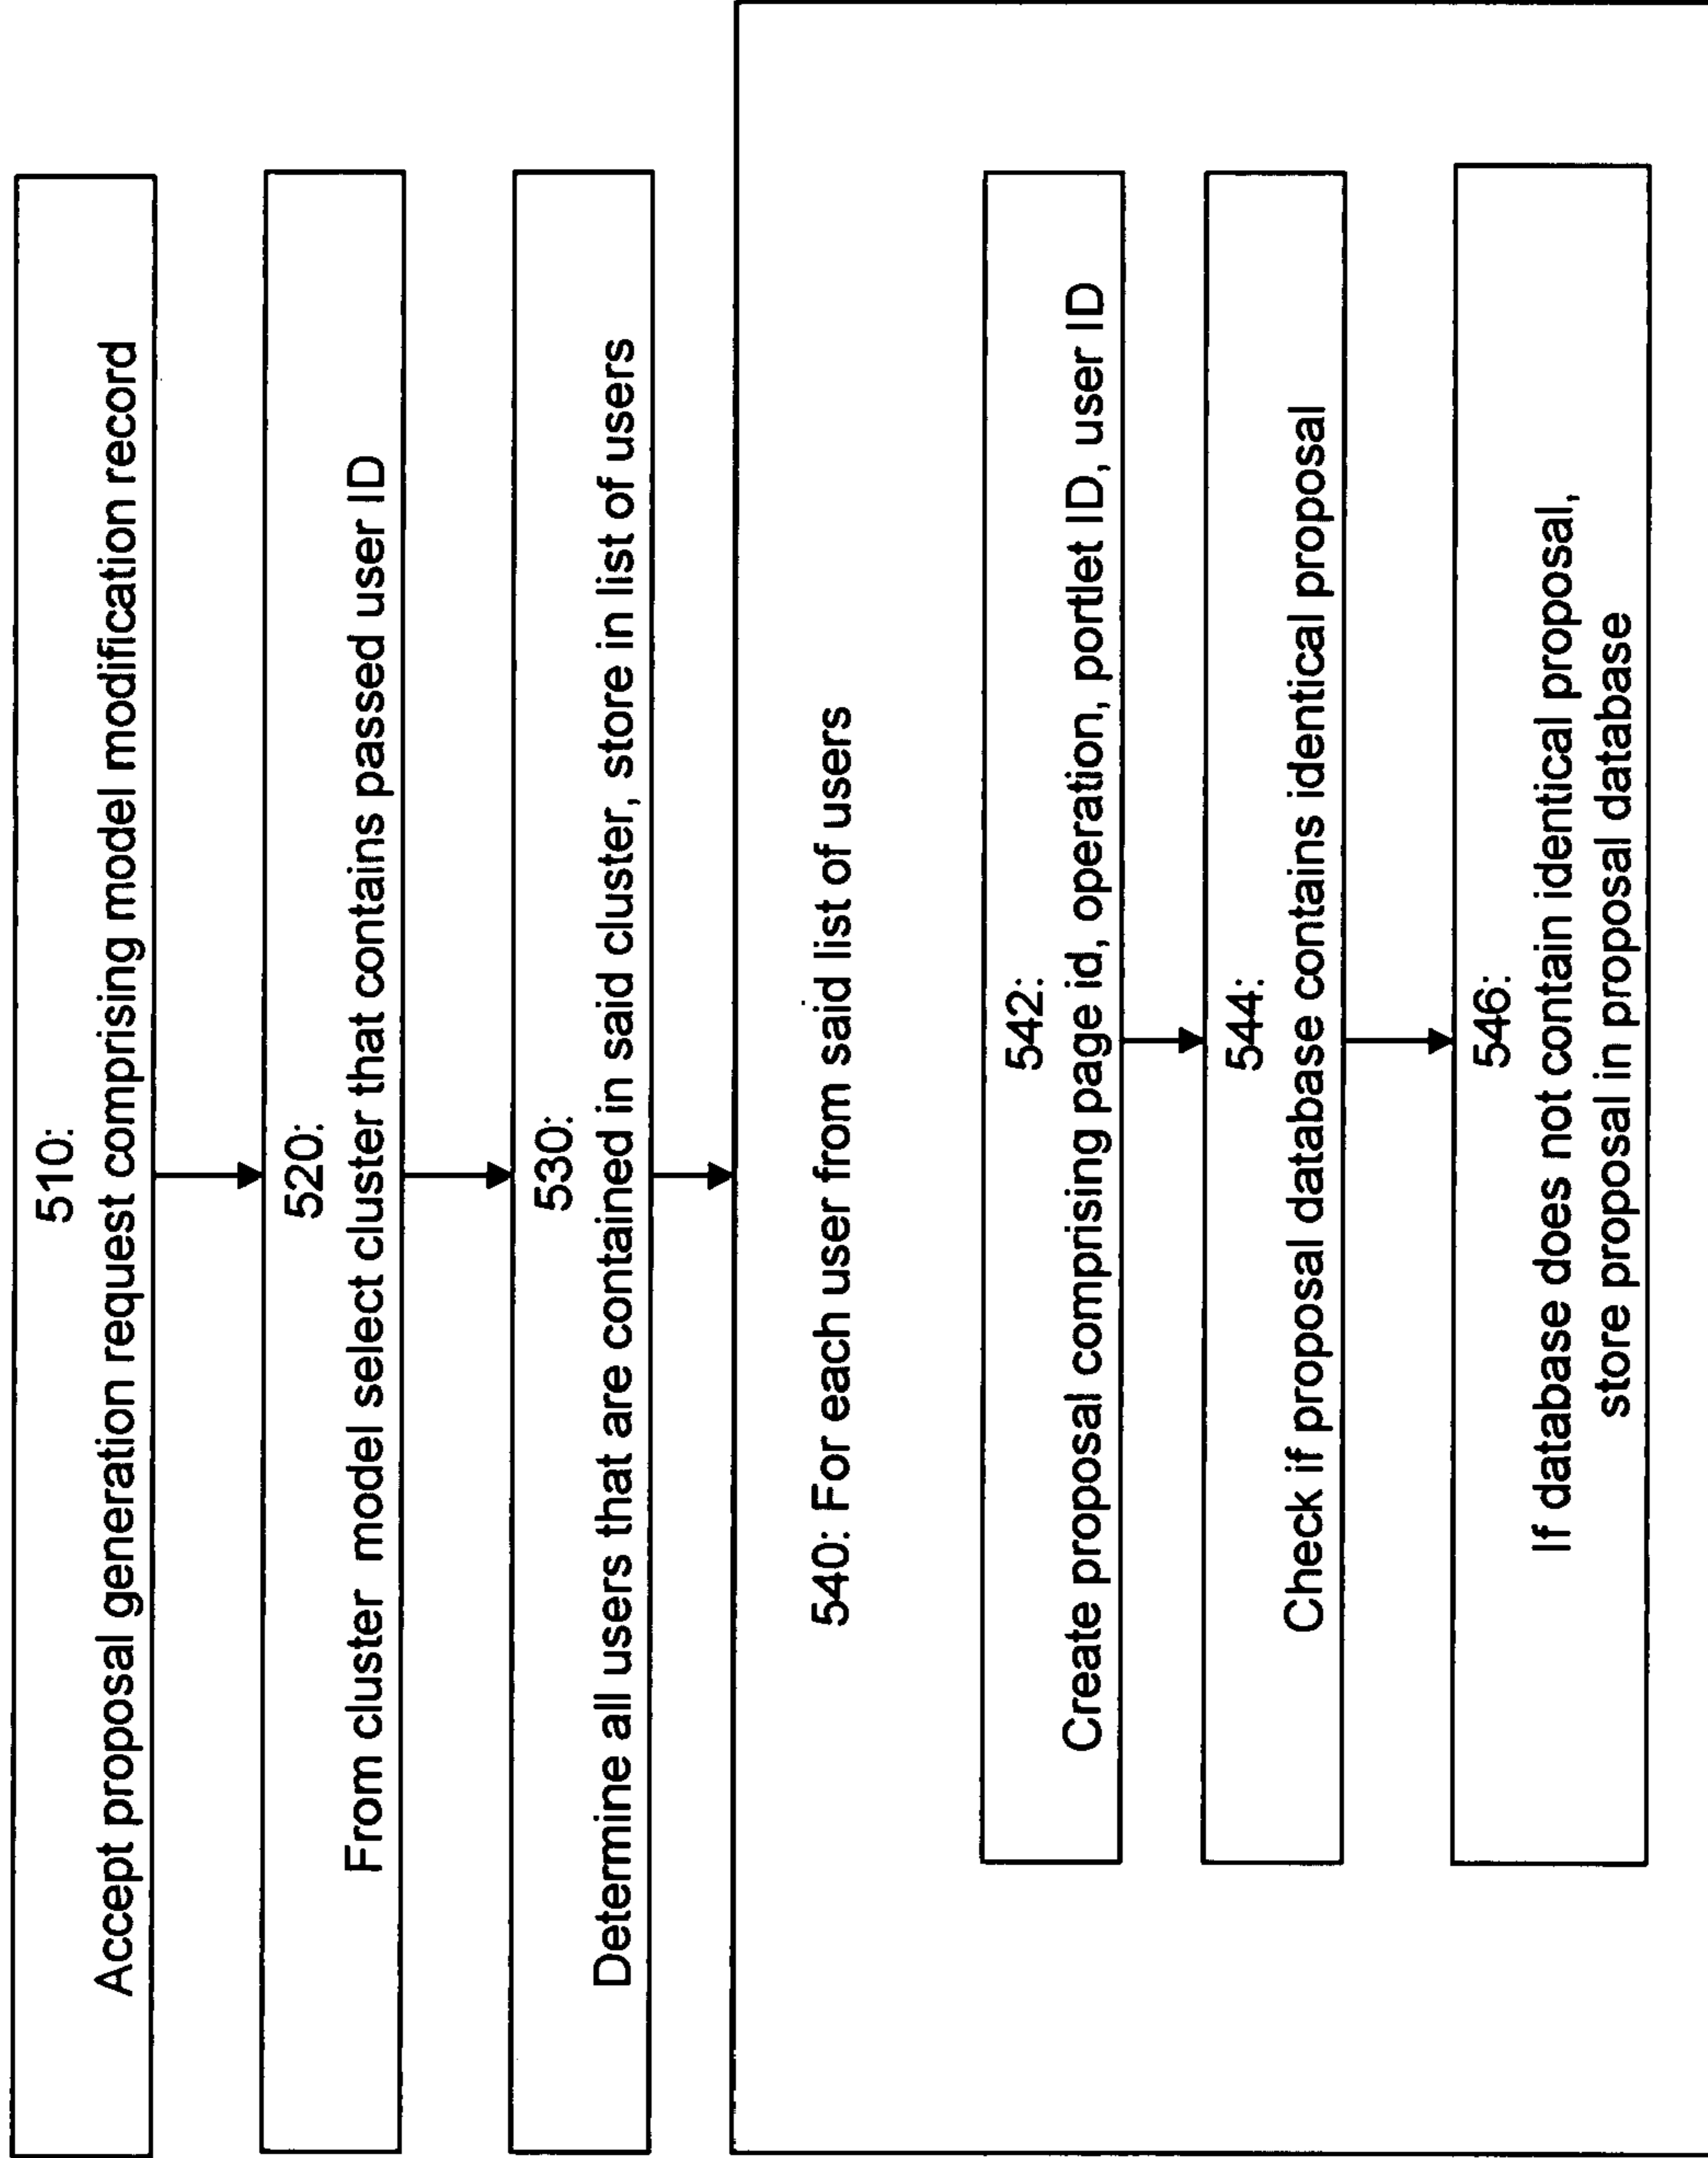 510:
Accept proposal generation request comprising model modification record
520:
From cluster model select cluster that contains passed user ID
530:
Determine all users that are contained in said cluster, store in list of users
540: For each user from said list of users
542:
Create proposal comprising page id, operation, portlet ID, user ID
544:
Check if proposal database contains identical proposal
546:
If database does not contain identical proposal,
store proposal in proposal database